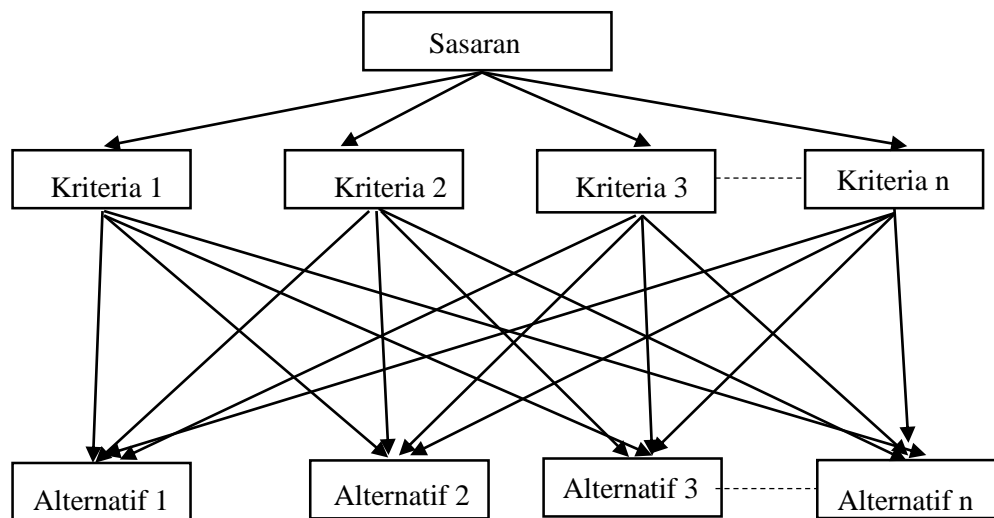 Sasaran
Kriteria 1
Kriteria 2
Kriteria 3
Kriteria n
Alternatif 1
Alternatif 2
Alternatif 3
Alternatif n